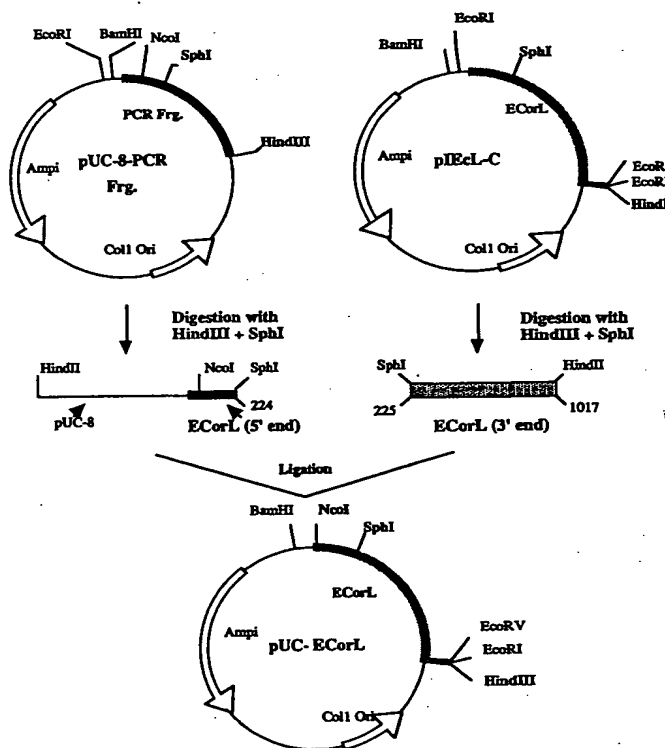 EcoRI
BamHI
NcoI
SphI
PCR Frg.
HindIII
Ampi
pUC-8-PCR
Frg.
Col1 Ori
BamHI
EcoRI
SphI
ECorL
Ampi
pIEcL-C
EcoR
EcoRI
HindI
Col1 Ori
Digestion with
HindIII + SphI
Digestion with
HindIII + SphI
HindII
NcoI
SphI
224
pUC-8
ECorL (5' end)
SphI
HindII
225
1017
ECorL (3' end)
Ligation
BamHI
NcoI
SphI
ECorL
Ampi
pUC- ECorL
EcoRV
EcoRI
HindIII
Col1 Ori